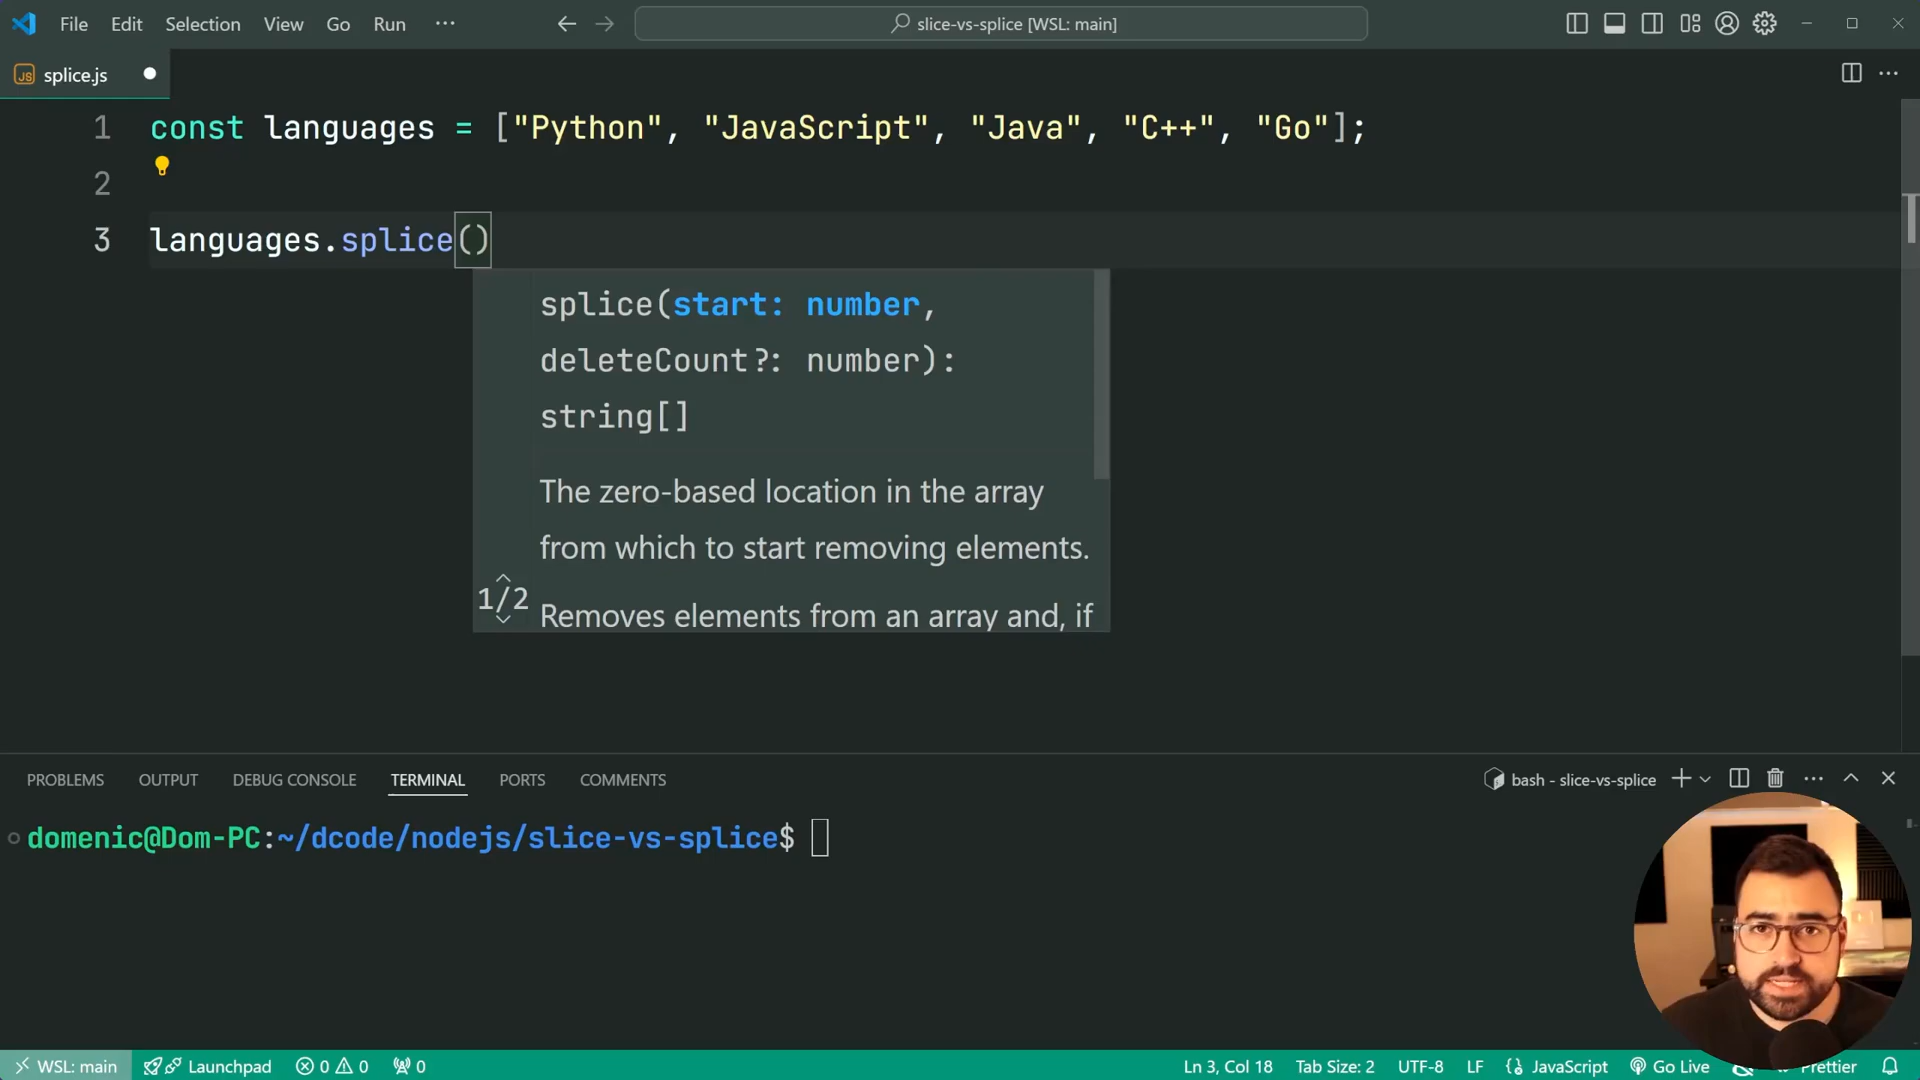 File Edit Selection View Go Run ··· slice-vs-splice [WSL: main]
JS splice.js
1 const languages = ["Python", "JavaScript", "Java", "C++", "Go"];
2
3 languages.splice()
splice(start: number,
deleteCount?: number):
string[]
The zero-based location in the array
from which to start removing elements.
1/2 Removes elements from an array and, if
PROBLEMS OUTPUT DEBUG CONSOLE TERMINAL PORTS COMMENTS bash - slice-vs-splice
domenic@Dom-PC:~/dcode/nodejs/slice-vs-splice$
WSL: main Launchpad 0 0 0 Ln 3, Col 18 Tab Size: 2 UTF-8 LF {} JavaScript Go Live Prettier